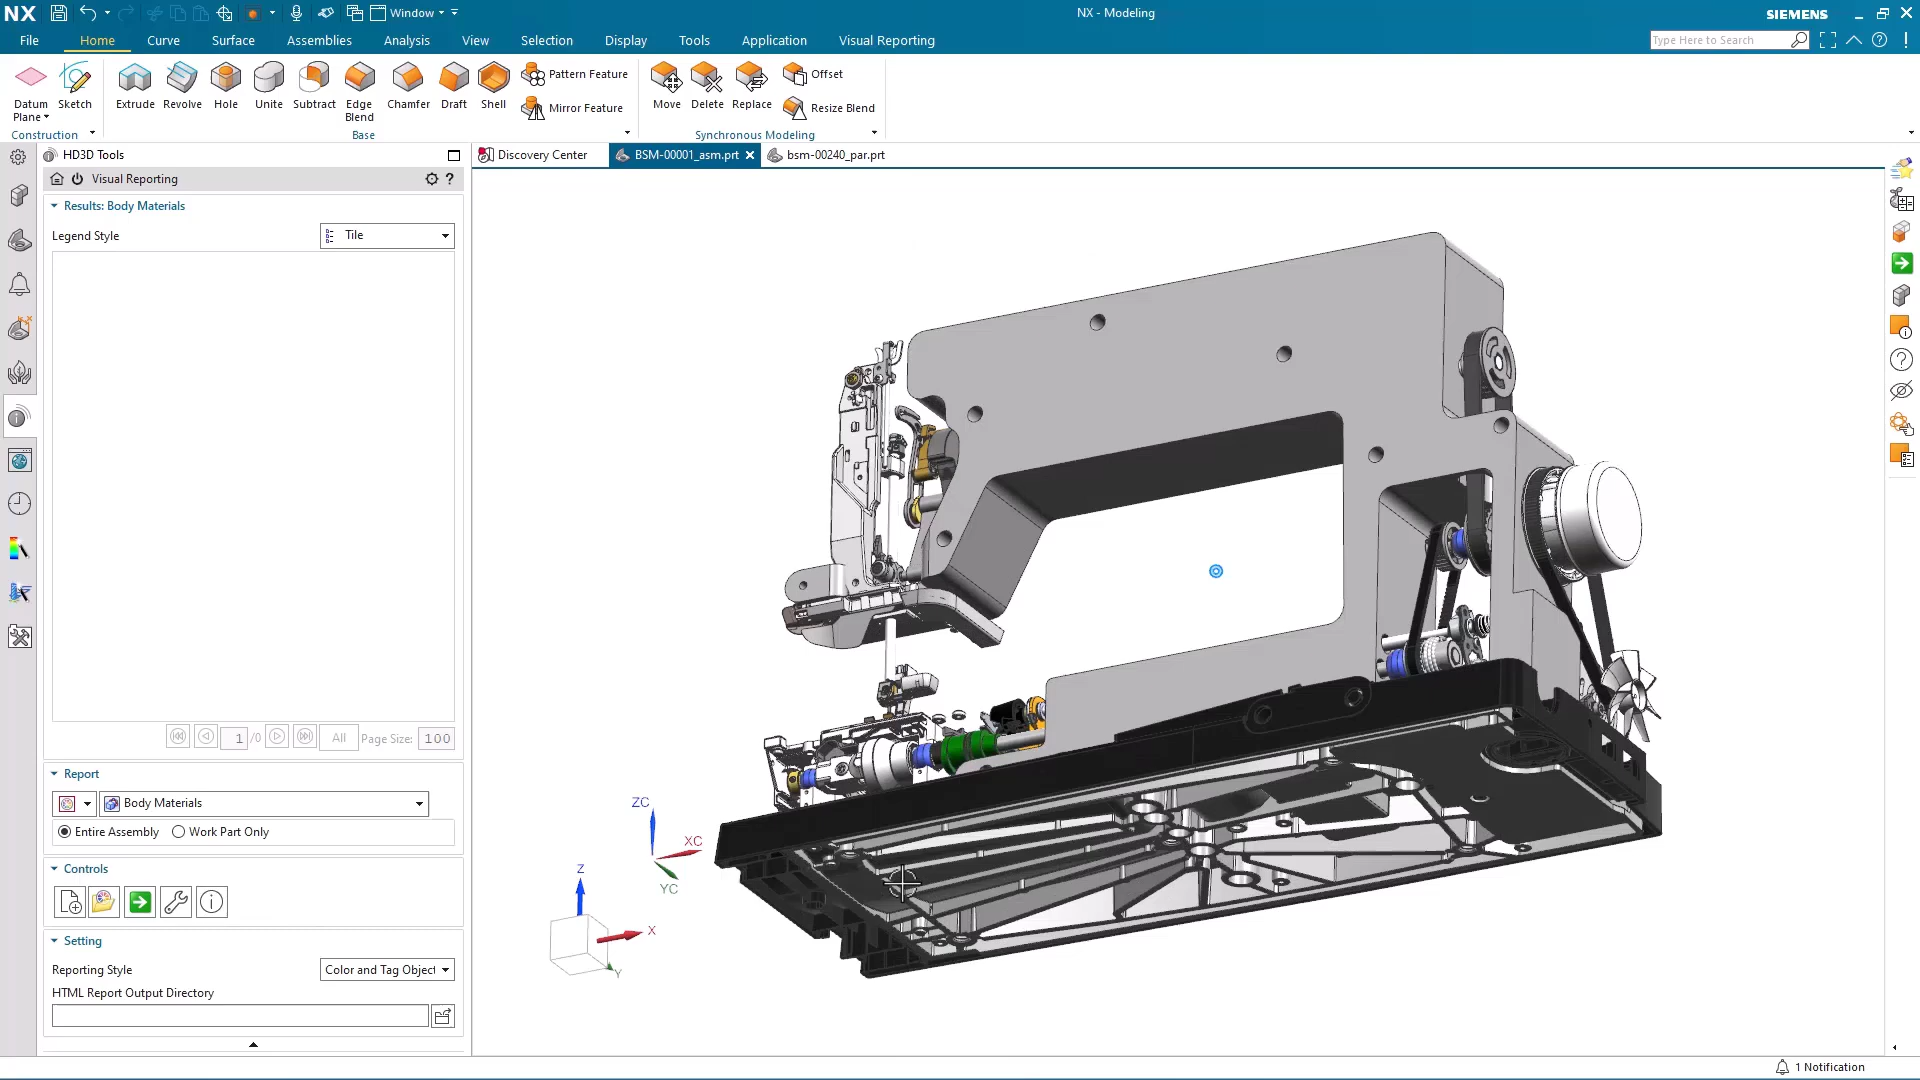 NX
Window
NX - Modeling
SIEMENS
File
Home
Curve
Surface
Assemblies
Analysis
View
Selection
Display
Tools
Application
Visual Reporting
Type Here to Search
Datum Plane
Sketch
Extrude
Revolve
Hole
Unite
Subtract
Edge Blend
Chamfer
Draft
Shell
Pattern Feature
Mirror Feature
Move
Delete
Replace
Offset
Resize Blend
Construction
Base
Synchronous Modeling
HD3D Tools
Discovery Center
BSM-00001_asm.prt
bsm-00240_par.prt
Visual Reporting
?
Results: Body Materials
Legend Style
Tile
1 /0
All
Page Size: 100
Report
Body Materials
Entire Assembly
Work Part Only
Controls
Setting
Reporting Style
Color and Tag Object
HTML Report Output Directory
ZC
XC
YC
Z
X
Y
1 Notification